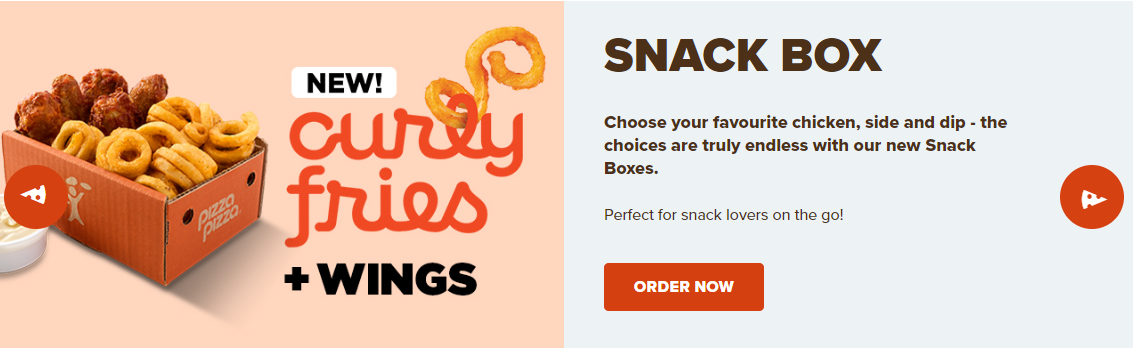 NEW!
curly
fries
+ WINGS
pizza
pizza
SNACK BOX
Choose your favourite chicken, side and dip - the
choices are truly endless with our new Snack
Boxes.
Perfect for snack lovers on the go!
ORDER NOW